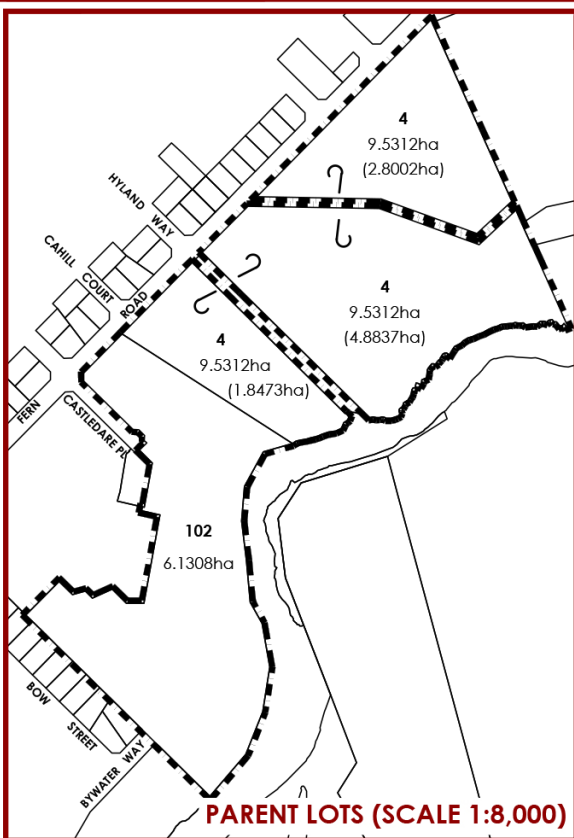 4
9.5312ha
(2.8002ha)
HYLAND WAY
CAHILL COURT
ROAD
4
9.5312ha
(4.8837ha)
4
9.5312ha
(1.8473ha)
FERN
CASTLEDARE PL
102
6.1308ha
BOW STREET
BYWATER WAY
PARENT LOTS (SCALE 1:8,000)